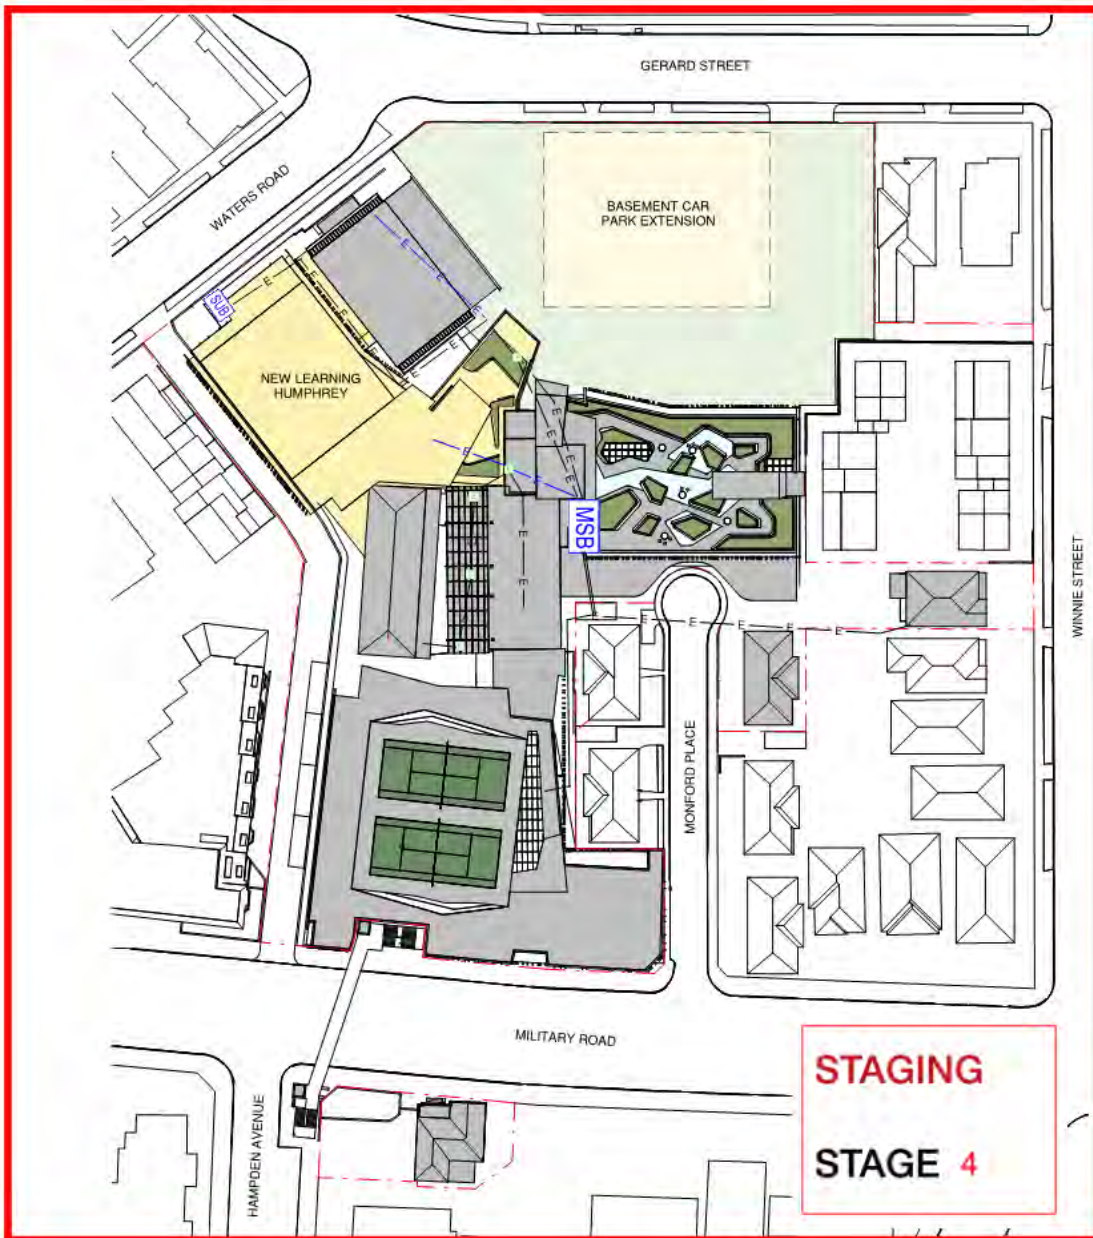 GERARD STREET
WATERS ROAD
BASEMENT CAR
PARK EXTENSION
E
E
E
SUB
E
E
E
E
E
NEW LEARNING
HUMPHREY
E
E
E
E
E
E
MSB
E
E
E
E
E
E
WINNIE STREET
MONFORD PLACE
MILITARY ROAD
HAMPDEN AVENUE
STAGING
STAGE 4